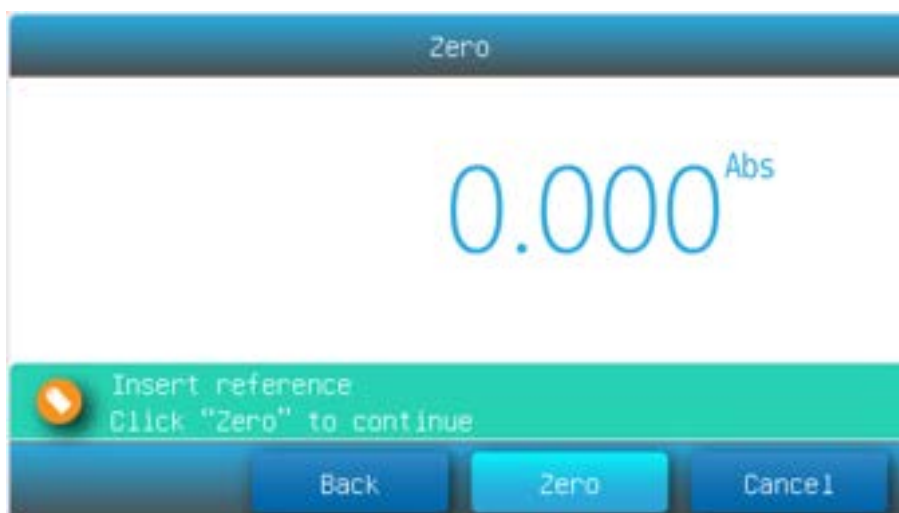 Zero
0.000 Abs
Insert reference
Click “Zero” to continue
Back Zero Cancel